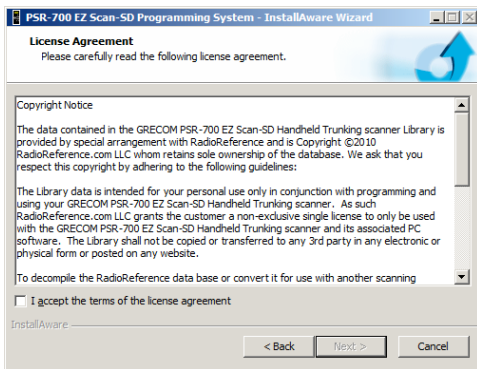 PSR-700 EZ Scan-SD Programming System - InstallAware Wizard
License Agreement
Please carefully read the following license agreement.
Copyright Notice
The data contained in the GRECOM PSR-700 EZ Scan-SD Handheld Trunking scanner Library is
provided by special arrangement with RadioReference and is Copyright ©2010
RadioReference.com LLC whom retains sole ownership of the database. We ask that you
respect this copyright by adhering to the following guidelines:
The Library data is intended for your personal use only in conjunction with programming and
using your GRECOM PSR-700 EZ Scan-SD Handheld Trunking scanner.  As such
RadioReference.com LLC grants the customer a non-exclusive single license to only be used
with the GRECOM PSR-700 EZ Scan-SD Handheld Trunking scanner and its associated PC
software.  The Library shall not be copied or transferred to any 3rd party in any electronic or
physical form or posted on any website.
To decompile the RadioReference data base or convert it for use with another scanning
I accept the terms of the license agreement
InstallAware
< Back
Next >
Cancel